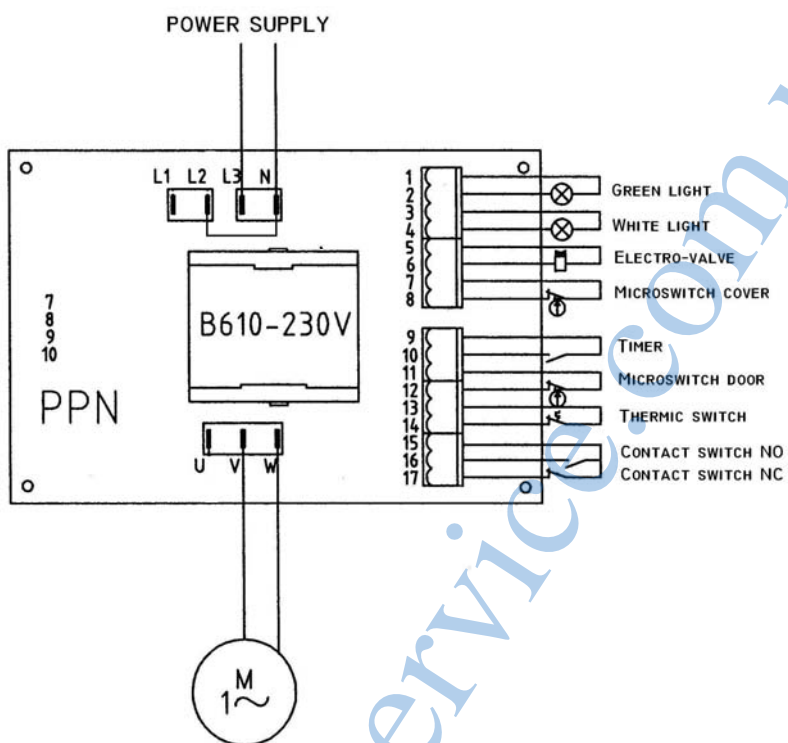 POWER SUPPLY
L1 L2 L3 N
1
2
3
4
5
6
7
8
GREEN LIGHT
WHITE LIGHT
ELECTRO-VALVE
MICROSWITCH COVER
7
8
9
10
B610-230V
PPN
9
10
11
12
13
14
15
16
17
TIMER
MICROSWITCH DOOR
THERMIC SWITCH
CONTACT SWITCH NO
CONTACT SWITCH NC
U V W
M
1~
ervice.com